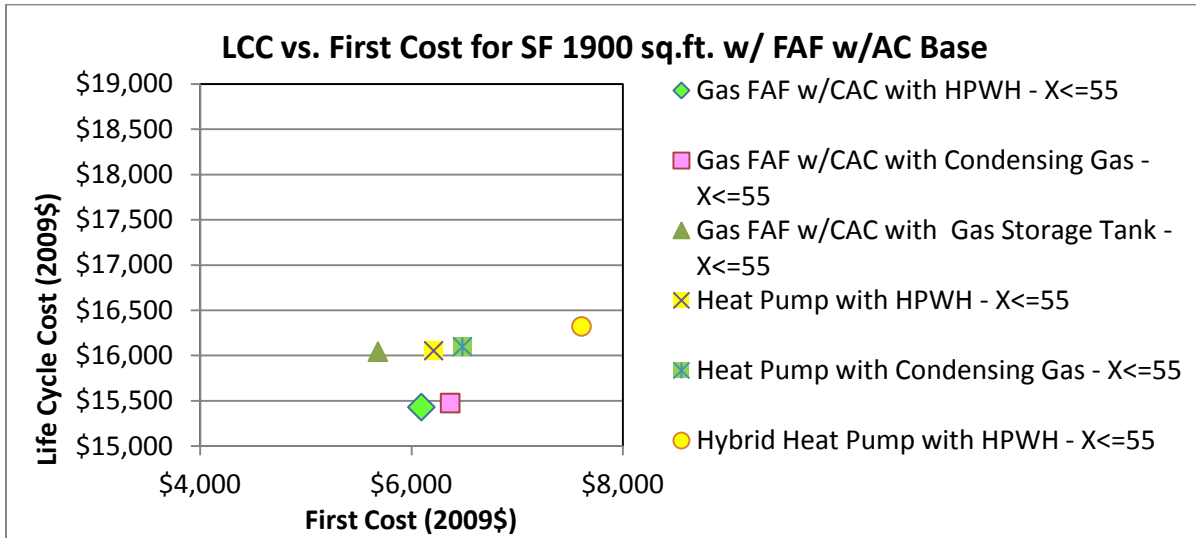 LCC vs. First Cost for SF 1900 sq.ft. w/ FAF w/AC Base
Life Cycle Cost (2009$)
$19,000
$18,500
$18,000
$17,500
$17,000
$16,500
$16,000
$15,500
$15,000
$4,000 $6,000 $8,000
First Cost (2009$)
Gas FAF w/CAC with HPWH - X<=55
Gas FAF w/CAC with Condensing Gas -
X<=55
Gas FAF w/CAC with  Gas Storage Tank -
X<=55
Heat Pump with HPWH - X<=55
Heat Pump with Condensing Gas - X<=55
Hybrid Heat Pump with HPWH - X<=55